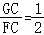 GC/FC = 1/2